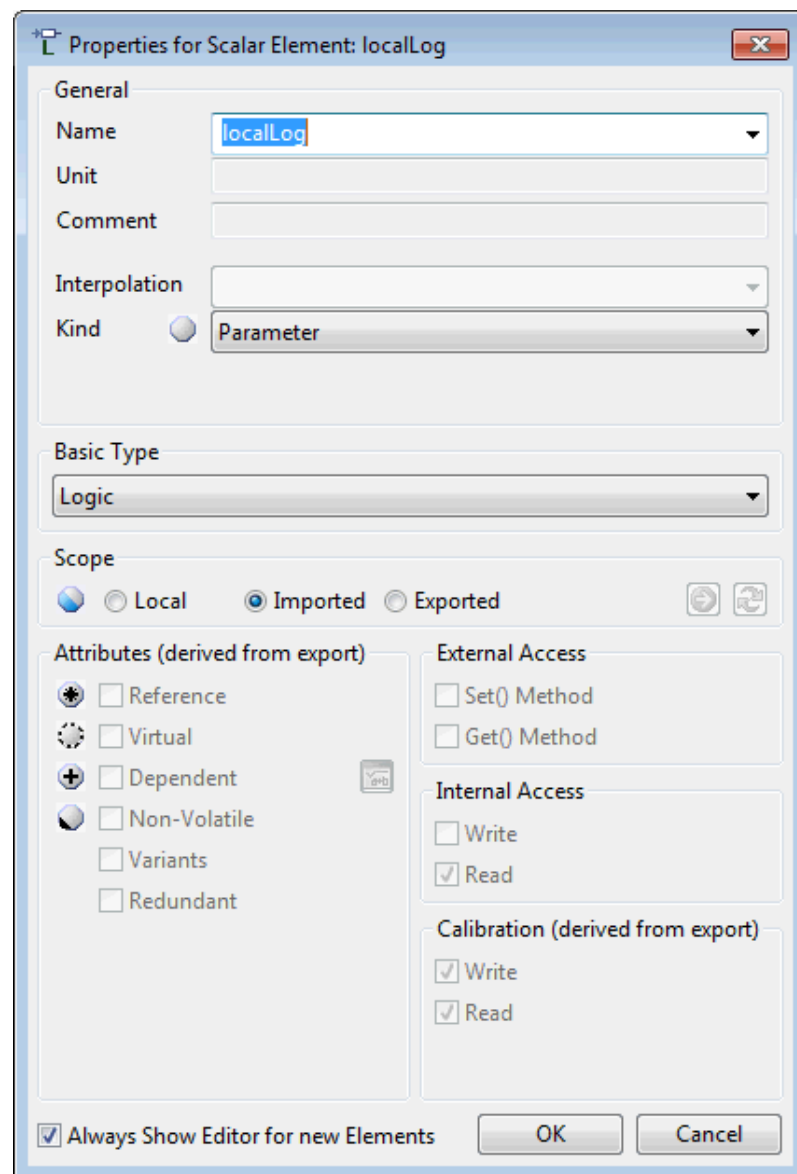 Properties for Scalar Element: localLog
General
Name localLog
Unit
Comment
Interpolation
Kind Parameter
Basic Type
Logic
Scope
Local Imported Exported
Attributes (derived from export)
Reference
Virtual
Dependent
Non-Volatile
Variants
Redundant
External Access
Set() Method
Get() Method
Internal Access
Write
Read
Calibration (derived from export)
Write
Read
Always Show Editor for new Elements OK Cancel